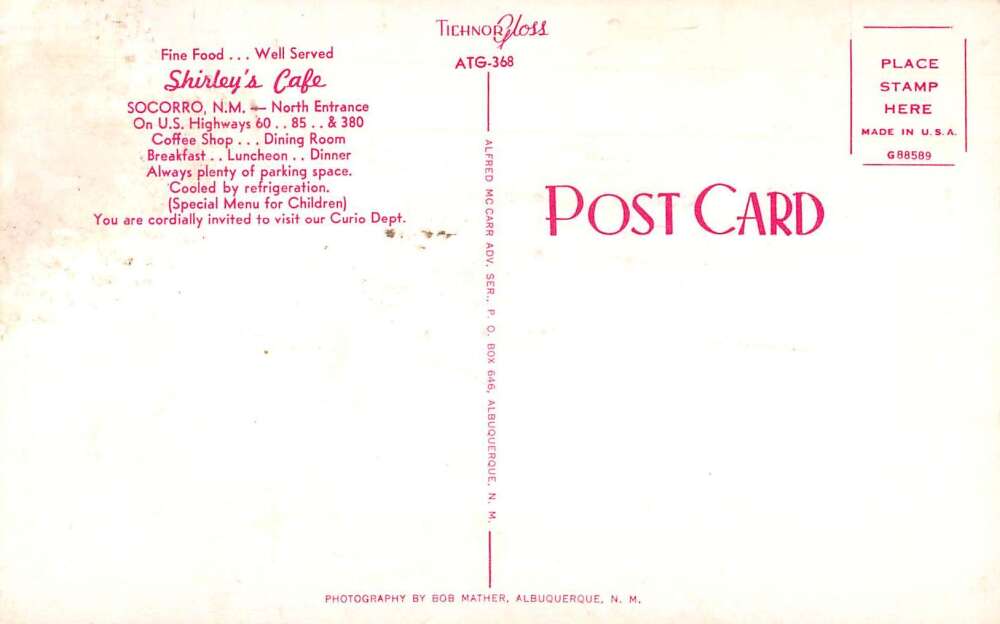 TICHNOR Gloss
ATG-368
Fine Food . . . Well Served
Shirley's Cafe
SOCORRO, N.M. — North Entrance
On U.S. Highways 60 . . 85 . . & 380
Coffee Shop . . . Dining Room
Breakfast . . Luncheon . . Dinner
Always plenty of parking space.
Cooled by refrigeration.
(Special Menu for Children)
You are cordially invited to visit our Curio Dept.
ALFRED MC CARR ADV. SER., P. O. BOX 646, ALBUQUERQUE, N. M.
POST CARD
PLACE
STAMP
HERE
MADE IN U.S.A.
G88589
PHOTOGRAPHY BY BOB MATHER, ALBUQUERQUE, N. M.